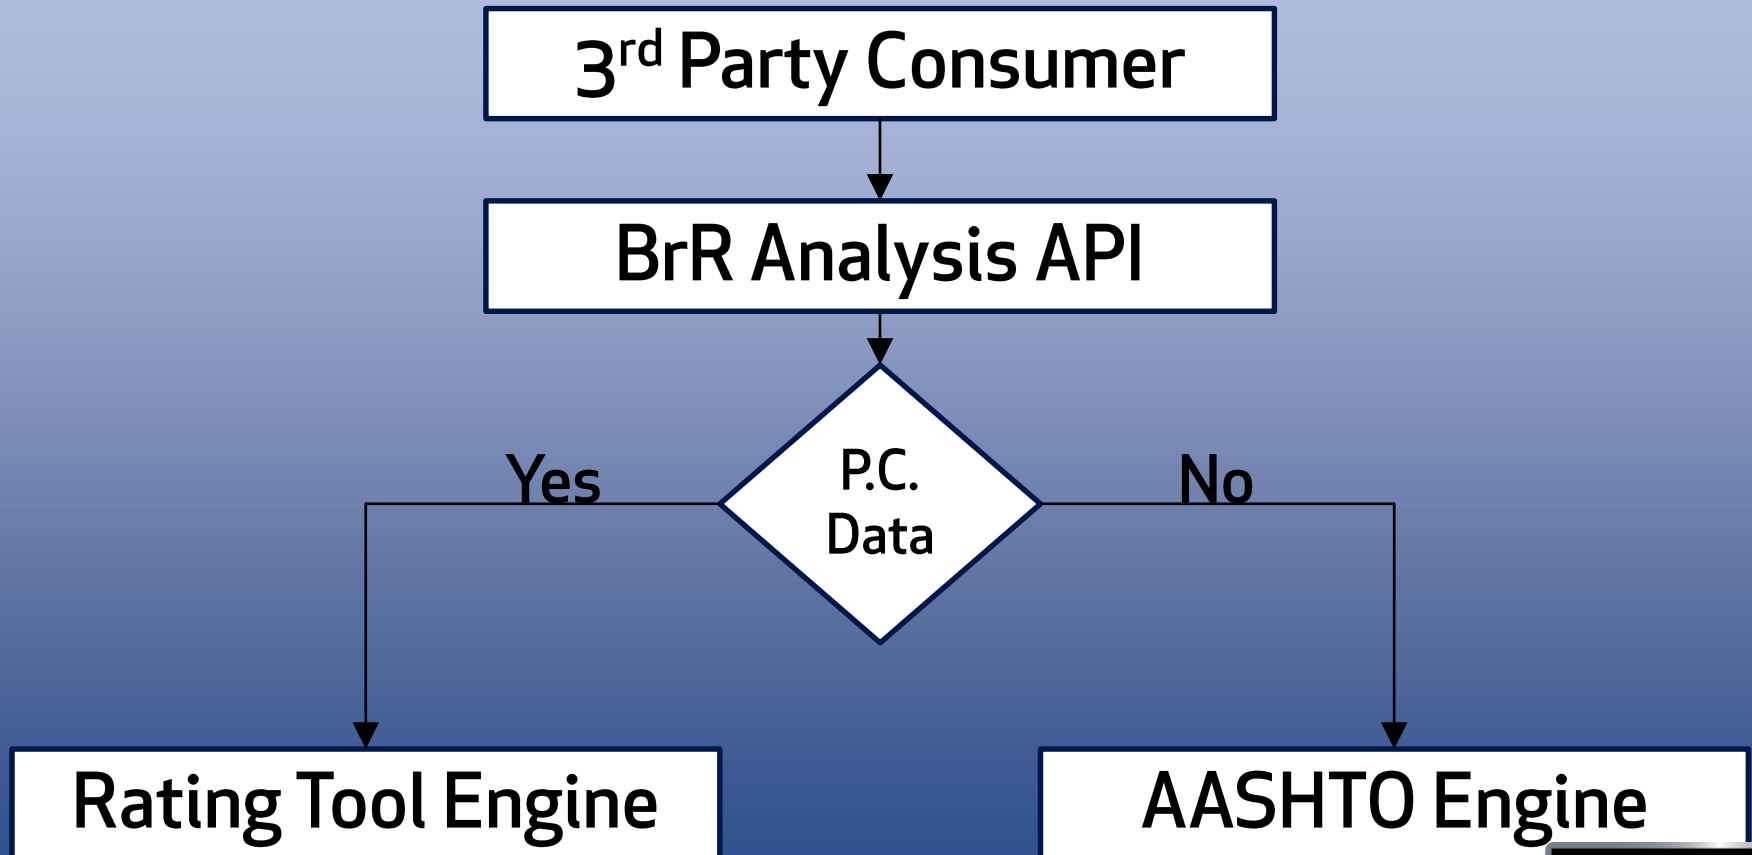 3rd Party Consumer
BrR Analysis API
P.C.
Data
Yes
No
Rating Tool Engine
AASHTO Engine